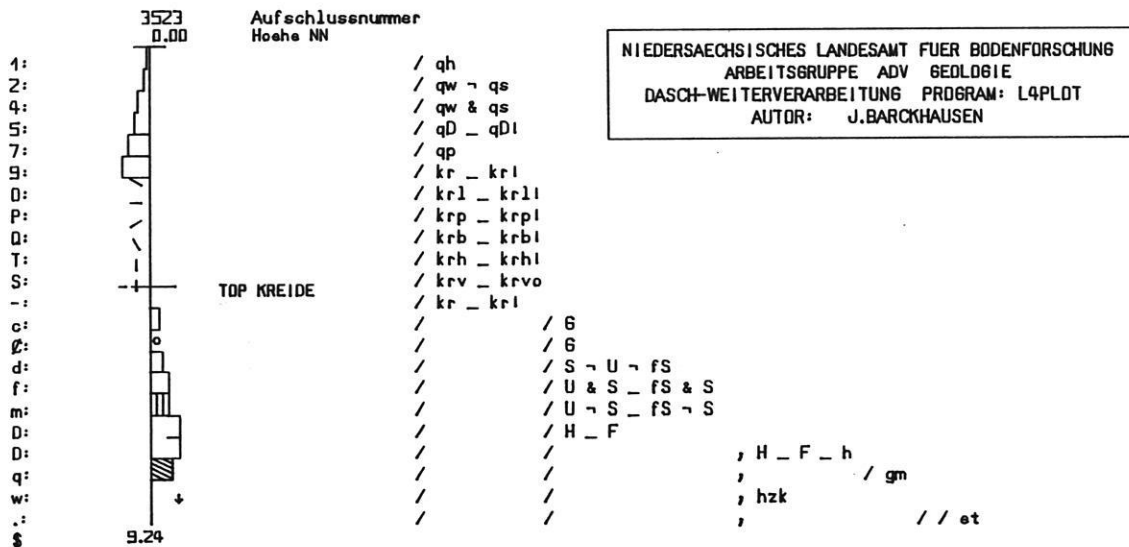 3523 Aufschlussnummer
0.00 Hoehe NN
NIEDERSAECHSISCHES LANDESAMT FUER BODENFORSCHUNG
ARBEITSGRUPPE ADV GEOLOGIE
DASCH-WEITERVERARBEITUNG PROGRAM: L4PLOT
AUTOR: J.BARCKHAUSEN
1: / qh
2: / qw ¬ qs
4: / qw & qs
5: / qD _ qDl
7: / qp
9: / kr _ krl
O: / krl _ krll
P: / krp _ krpl
Q: / krb _ krbl
T: / krh _ krhl
S: / krv _ krvo
TOP KREIDE
-: / kr _ krl
c: / / G
₡: / / G
d: / / S ¬ U ¬ fS
f: / / U & S _ fS & S
m: / / U ¬ S _ fS ¬ S
D: / / H _ F
D: / / , H _ F _ h
q: / / , / gm
w: / / , hzk
.: / / , / / et
$ 9.24